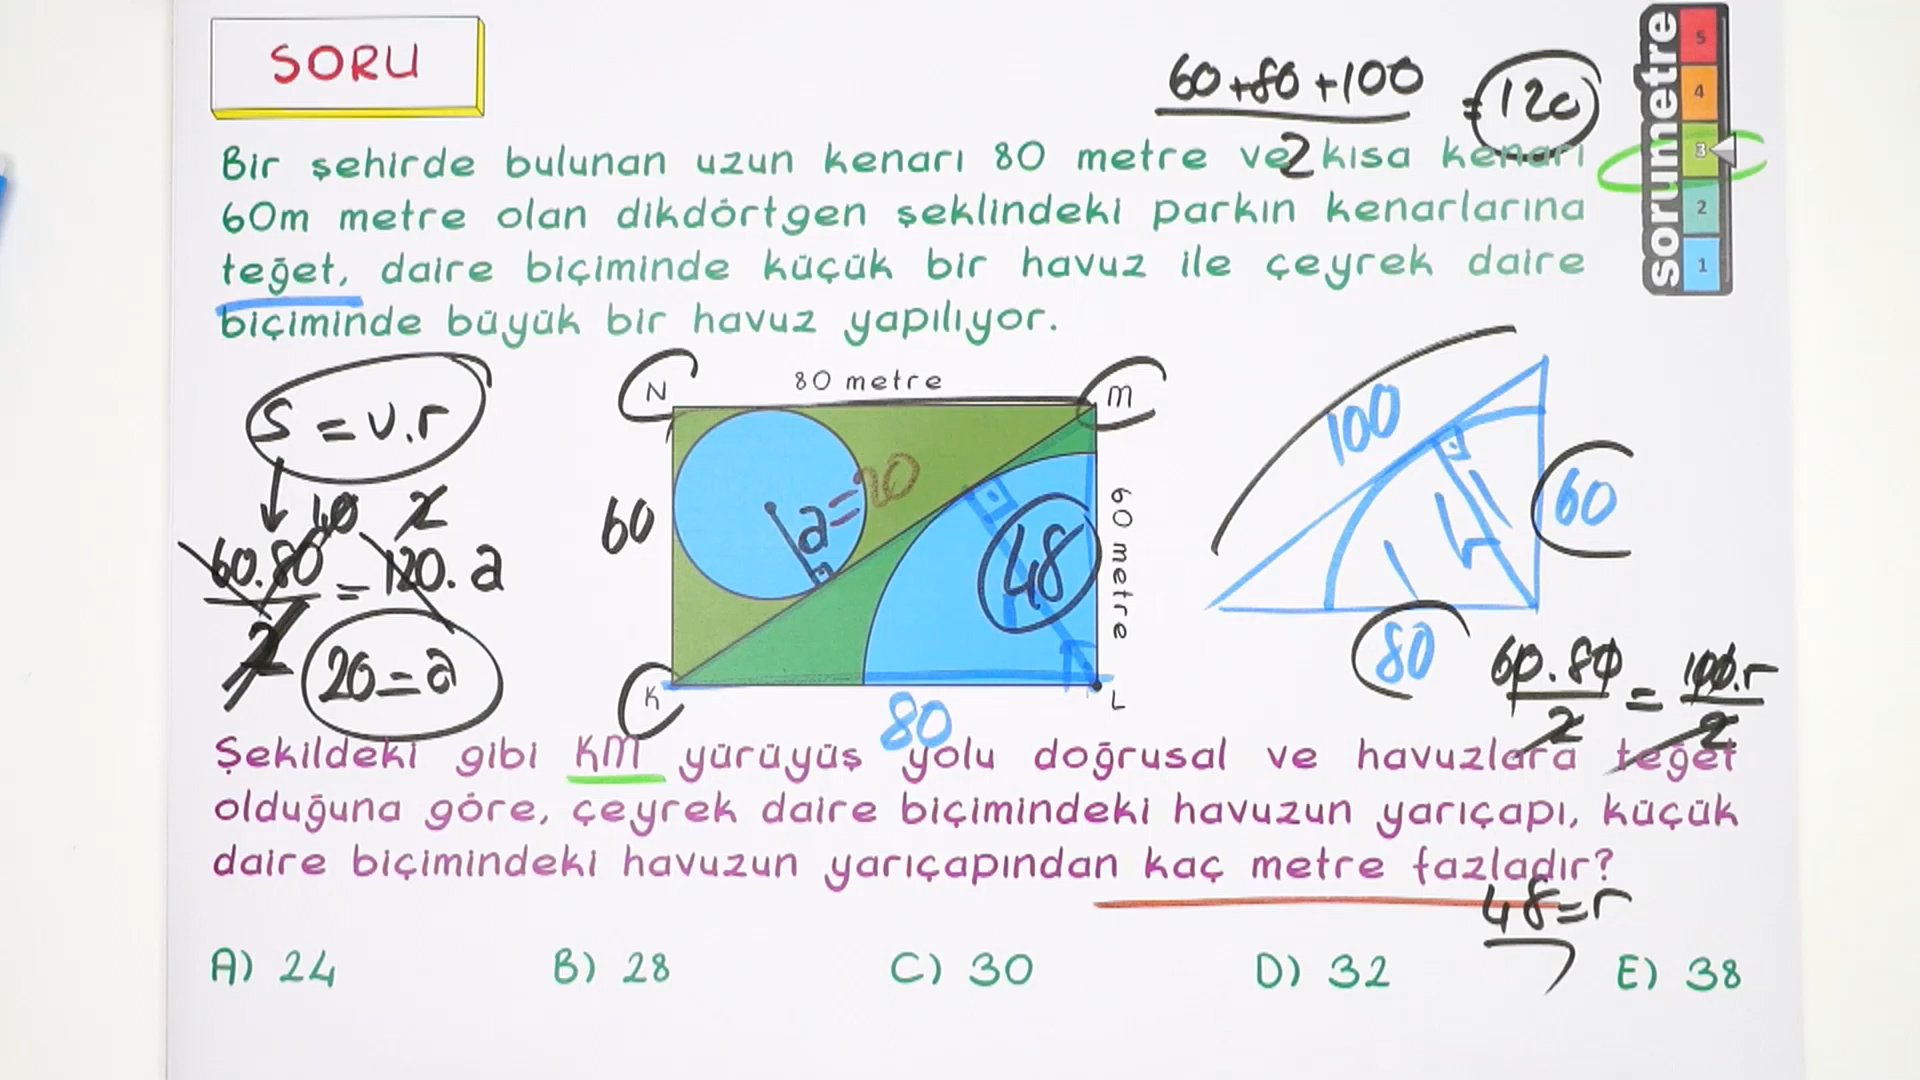 SORU
60+80+100
2
=120
sorumetre
5
4
3
2
1
Bir şehirde bulunan uzun kenarı 80 metre ve kısa kenarı
60m metre olan dikdörtgen şeklindeki parkın kenarlarına
teğet, daire biçiminde küçük bir havuz ile çeyrek daire
biçiminde büyük bir havuz yapılıyor.
S = u.r
60.80
2
= 120.a
40
2
20=a
N
80 metre
M
60
a=20
48
60 metre
K
80
L
100
60
80
60.80
2
= 100.r
2
Şekildeki gibi KM yürüyüş yolu doğrusal ve havuzlara teğet
olduğuna göre, çeyrek daire biçimindeki havuzun yarıçapı, küçük
daire biçimindeki havuzun yarıçapından kaç metre fazladır?
48=r
A) 24 B) 28 C) 30 D) 32 E) 38